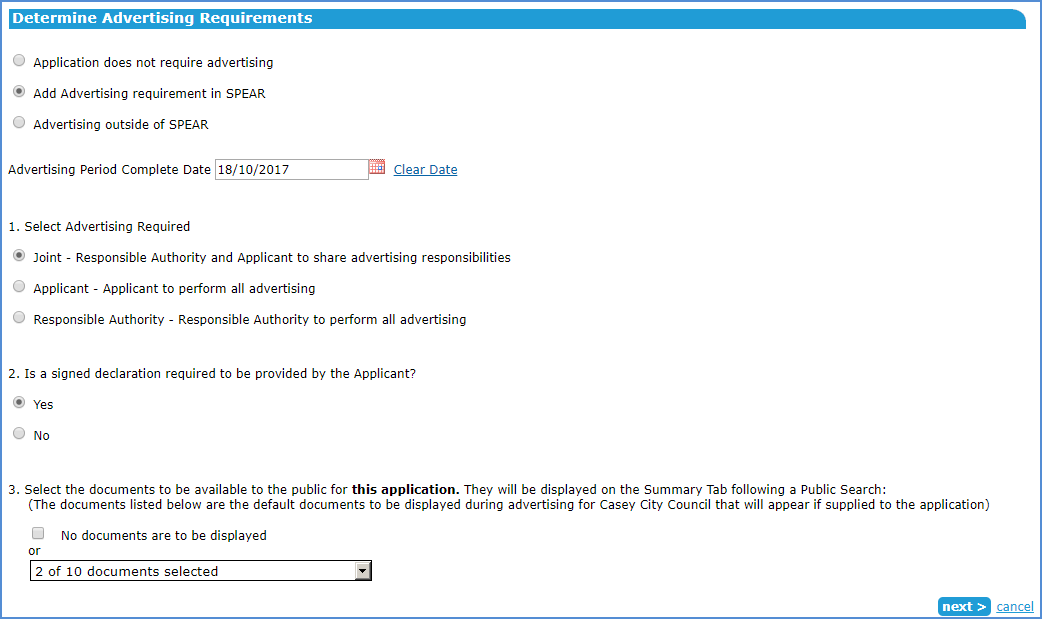 Determine Advertising Requirements
Application does not require advertising
Add Advertising requirement in SPEAR
Advertising outside of SPEAR
Advertising Period Complete Date 18/10/2017 Clear Date
1. Select Advertising Required
Joint - Responsible Authority and Applicant to share advertising responsibilities
Applicant - Applicant to perform all advertising
Responsible Authority - Responsible Authority to perform all advertising
2. Is a signed declaration required to be provided by the Applicant?
Yes
No
3. Select the documents to be available to the public for this application. They will be displayed on the Summary Tab following a Public Search:
(The documents listed below are the default documents to be displayed during advertising for Casey City Council that will appear if supplied to the application)
No documents are to be displayed
or
2 of 10 documents selected
next > cancel